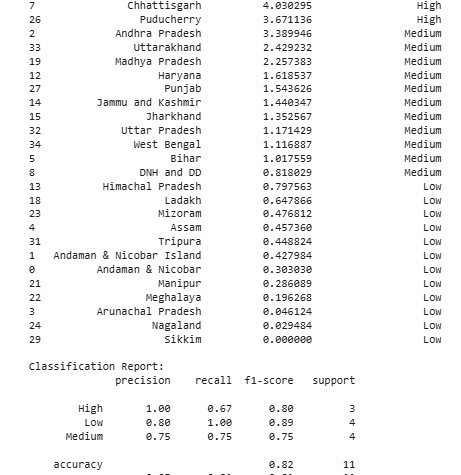 7 Chhattisgarh 4.030295 High
26 Puducherry 3.671136 High
2 Andhra Pradesh 3.389946 Medium
33 Uttarakhand 2.429232 Medium
19 Madhya Pradesh 2.257383 Medium
12 Haryana 1.618537 Medium
27 Punjab 1.543626 Medium
14 Jammu and Kashmir 1.440347 Medium
15 Jharkhand 1.352567 Medium
32 Uttar Pradesh 1.171429 Medium
34 West Bengal 1.116887 Medium
5 Bihar 1.017559 Medium
8 DNH and DD 0.818029 Medium
13 Himachal Pradesh 0.797563 Low
18 Ladakh 0.647866 Low
23 Mizoram 0.476812 Low
4 Assam 0.457360 Low
31 Tripura 0.448824 Low
1 Andaman & Nicobar Island 0.427984 Low
0 Andaman & Nicobar 0.303030 Low
21 Manipur 0.286089 Low
22 Meghalaya 0.196268 Low
3 Arunachal Pradesh 0.046124 Low
24 Nagaland 0.029484 Low
29 Sikkim 0.000000 Low
Classification Report:
precision recall f1-score support
High 1.00 0.67 0.80 3
Low 0.80 1.00 0.89 4
Medium 0.75 0.75 0.75 4
accuracy 0.82 11